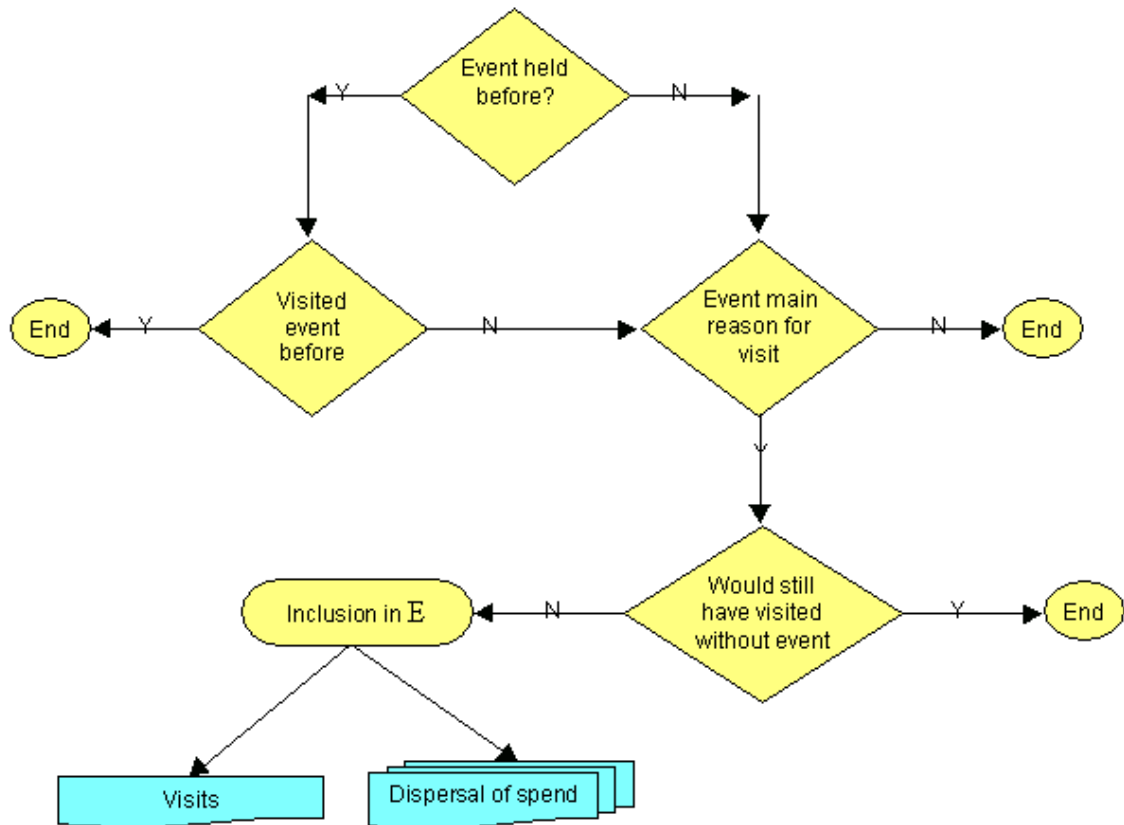 Event held
before?
Y
N
Visited
event
before
Event main
reason for
visit
End
Y
N
N
End
Y
Would still
have visited
without event
Inclusion in E
N
Y
End
Visits
Dispersal of spend